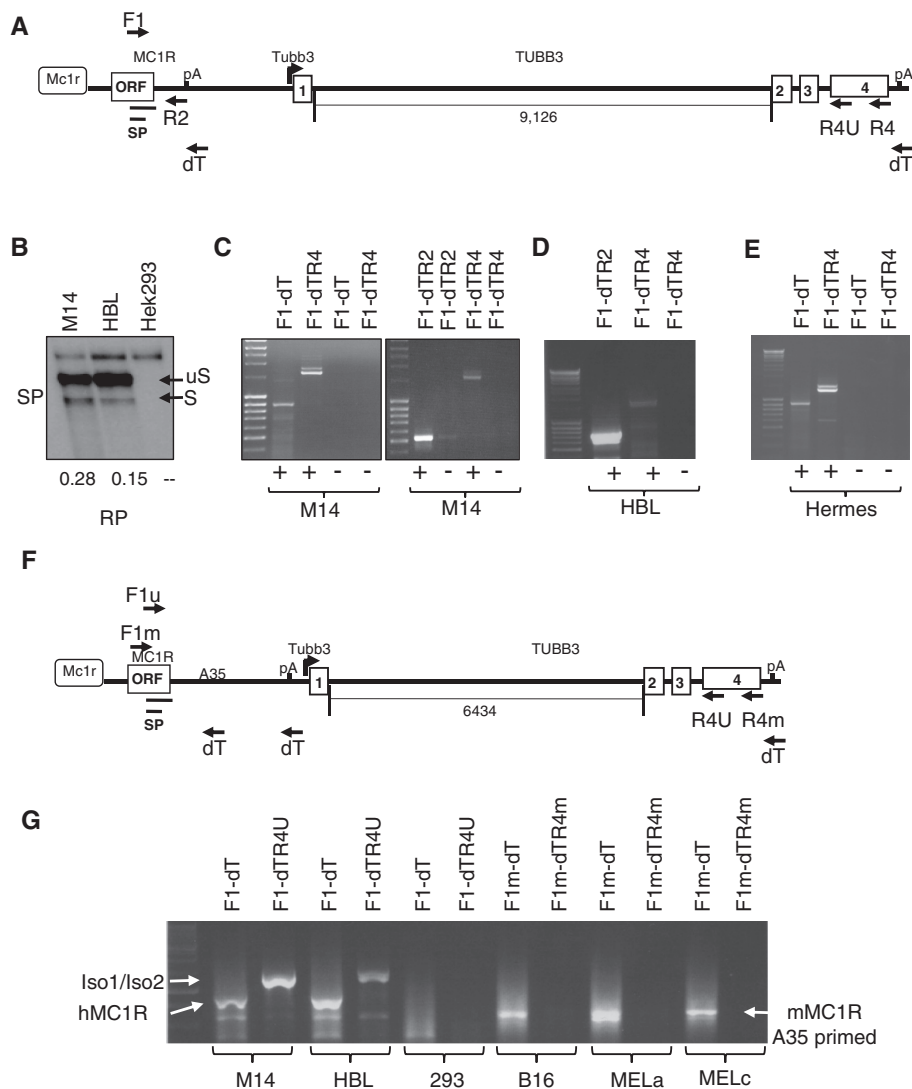 A
F1
Mc1r
MC1R
ORF
pA
Tubb3
TUBB3
1
2
3
4
pA
R2
SP
dT
9,126
R4U
R4
dT
B
M14
HBL
Hek293
SP
uS
S
0.28 0.15 --
RP
C
F1-dT
F1-dTR4
F1-dT
F1-dTR4
+ + - -
M14
F1-dTR2
F1-dTR2
F1-dTR4
F1-dTR4
+ - + -
M14
D
F1-dTR2
F1-dTR4
F1-dTR4
+ + -
HBL
E
F1-dT
F1-dTR4
F1-dT
F1-dTR4
+ + - -
Hermes
F
F1u
F1m
Mc1r
MC1R
ORF
A35
pA
Tubb3
TUBB3
1
2
3
4
pA
SP
dT
dT
6434
R4U
R4m
dT
G
F1-dT
F1-dTR4U
F1-dT
F1-dTR4U
F1-dT
F1-dTR4U
F1m-dT
F1m-dTR4m
F1m-dT
F1m-dTR4m
F1m-dT
F1m-dTR4m
Iso1/Iso2
hMC1R
mMC1R
A35 primed
M14
HBL
293
B16
MELa
MELc